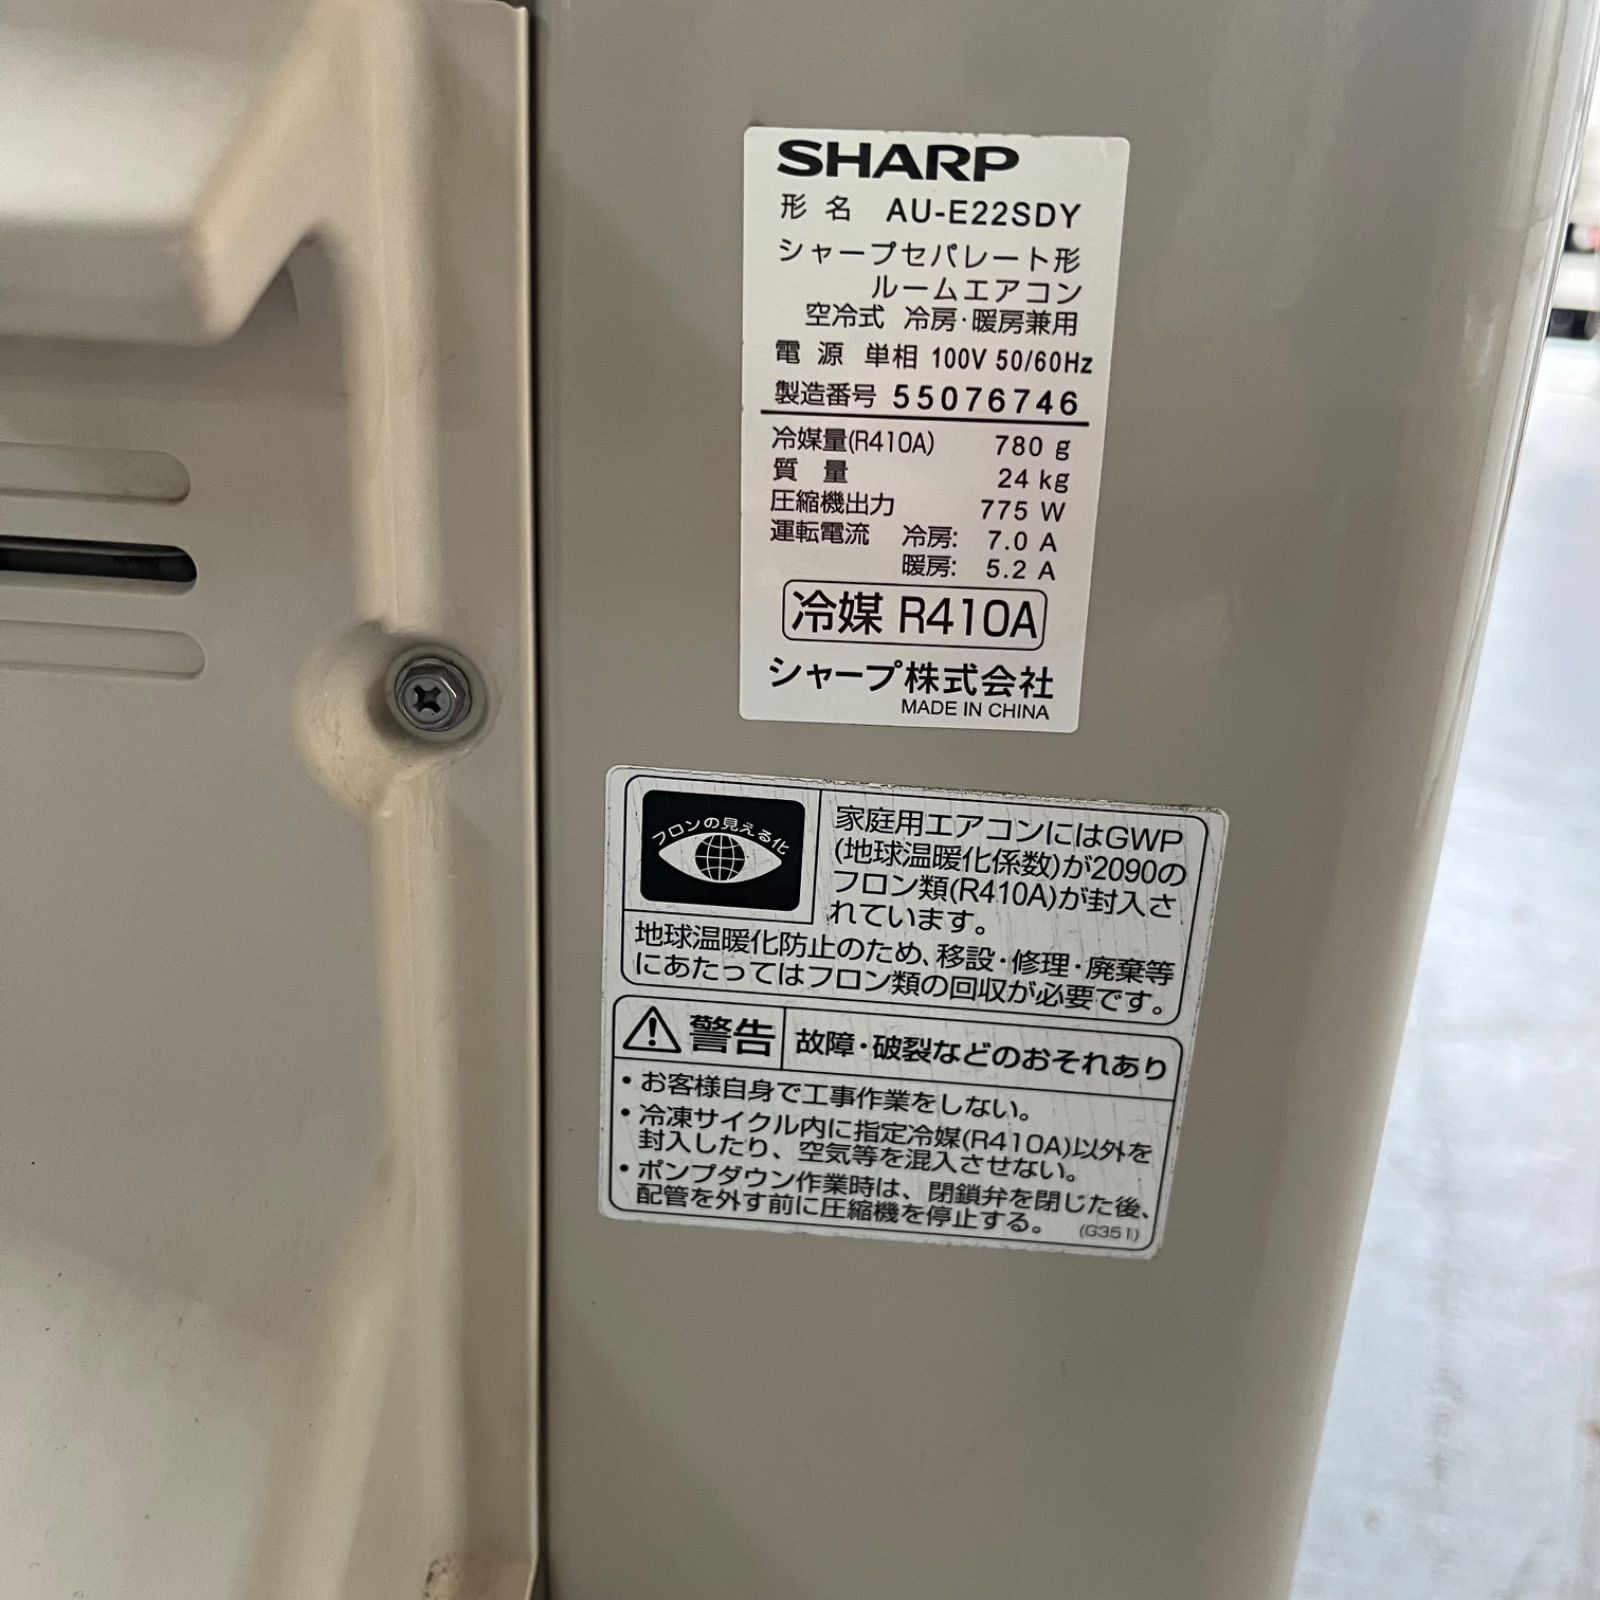 SHARP
形名 AU-E22SDY
シャープセパレート形
ルームエアコン
空冷式 冷房・暖房兼用
電源 単相 100V 50/60Hz
製造番号 55076746
冷媒量(R410A) 780 g
質量 24 kg
圧縮機出力 775 W
運転電流 冷房: 7.0 A
暖房: 5.2 A
冷媒 R410A
シャープ株式会社
MADE IN CHINA
フロンの見える化
家庭用エアコンにはGWP
(地球温暖化係数)が2090の
フロン類(R410A)が封入さ
れています。
地球温暖化防止のため、移設・修理・廃棄等
にあたってはフロン類の回収が必要です。
警告 故障・破裂などのおそれあり
・お客様自身で工事作業をしない。
・冷凍サイクル内に指定冷媒(R410A)以外を
封入したり、空気等を混入させない。
・ポンプダウン作業時は、閉鎖弁を閉じた後、
配管を外す前に圧縮機を停止する。 (G351)